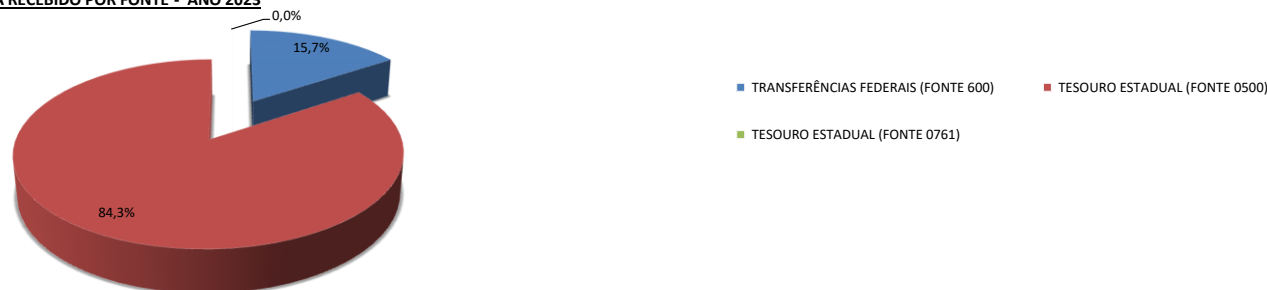 A RECEBIDO POR FONTE - ANO 2023
0,0%
15,7%
84,3%
TRANSFERÊNCIAS FEDERAIS (FONTE 600)
TESOURO ESTADUAL (FONTE 0500)
TESOURO ESTADUAL (FONTE 0761)